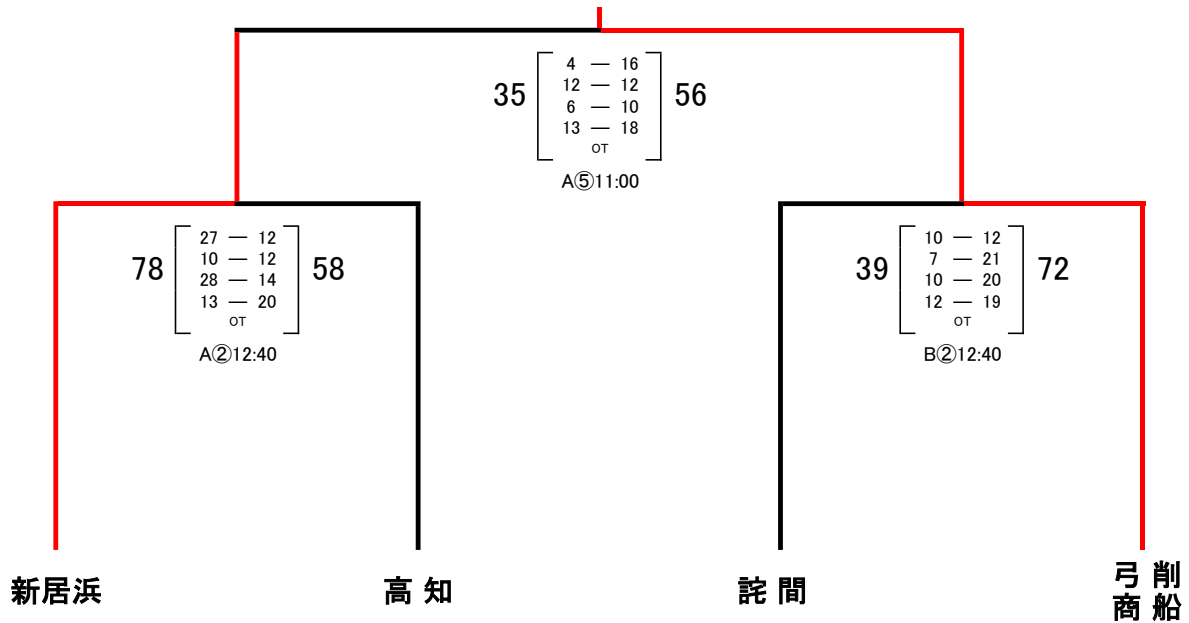 4 — 16
35 12 — 12 56
6 — 10
13 — 18
OT
A⑤11:00
27 — 12
78 10 — 12 58
28 — 14
13 — 20
OT
A②12:40
10 — 12
39 7 — 21 72
10 — 20
12 — 19
OT
B②12:40
新居浜
高 知
詫 間
弓 削
商 船